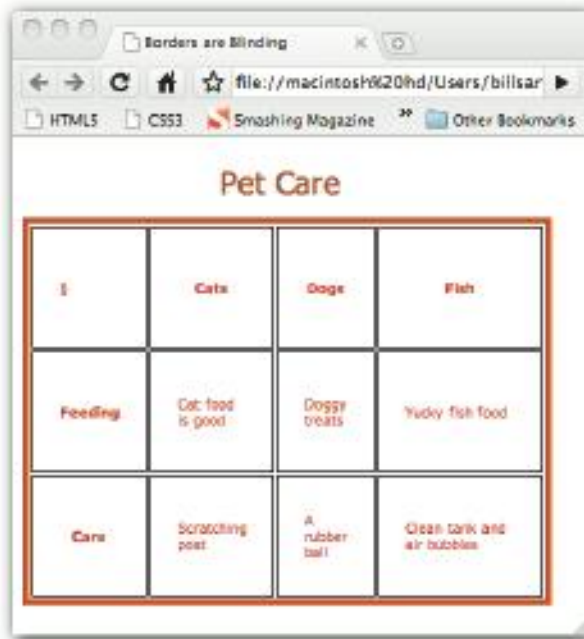 Borders are Blinding
file://macintosh%20hd/Users/billsar
HTML5 CSS3 Smashing Magazine » Other Bookmarks
Pet Care
Cats Dogs Fish
Feeding
Cat food
is good
Doggy
treats
Yucky fish food
Care
Scratching
post
A
rubber
ball
Clean tank and
air bubbles